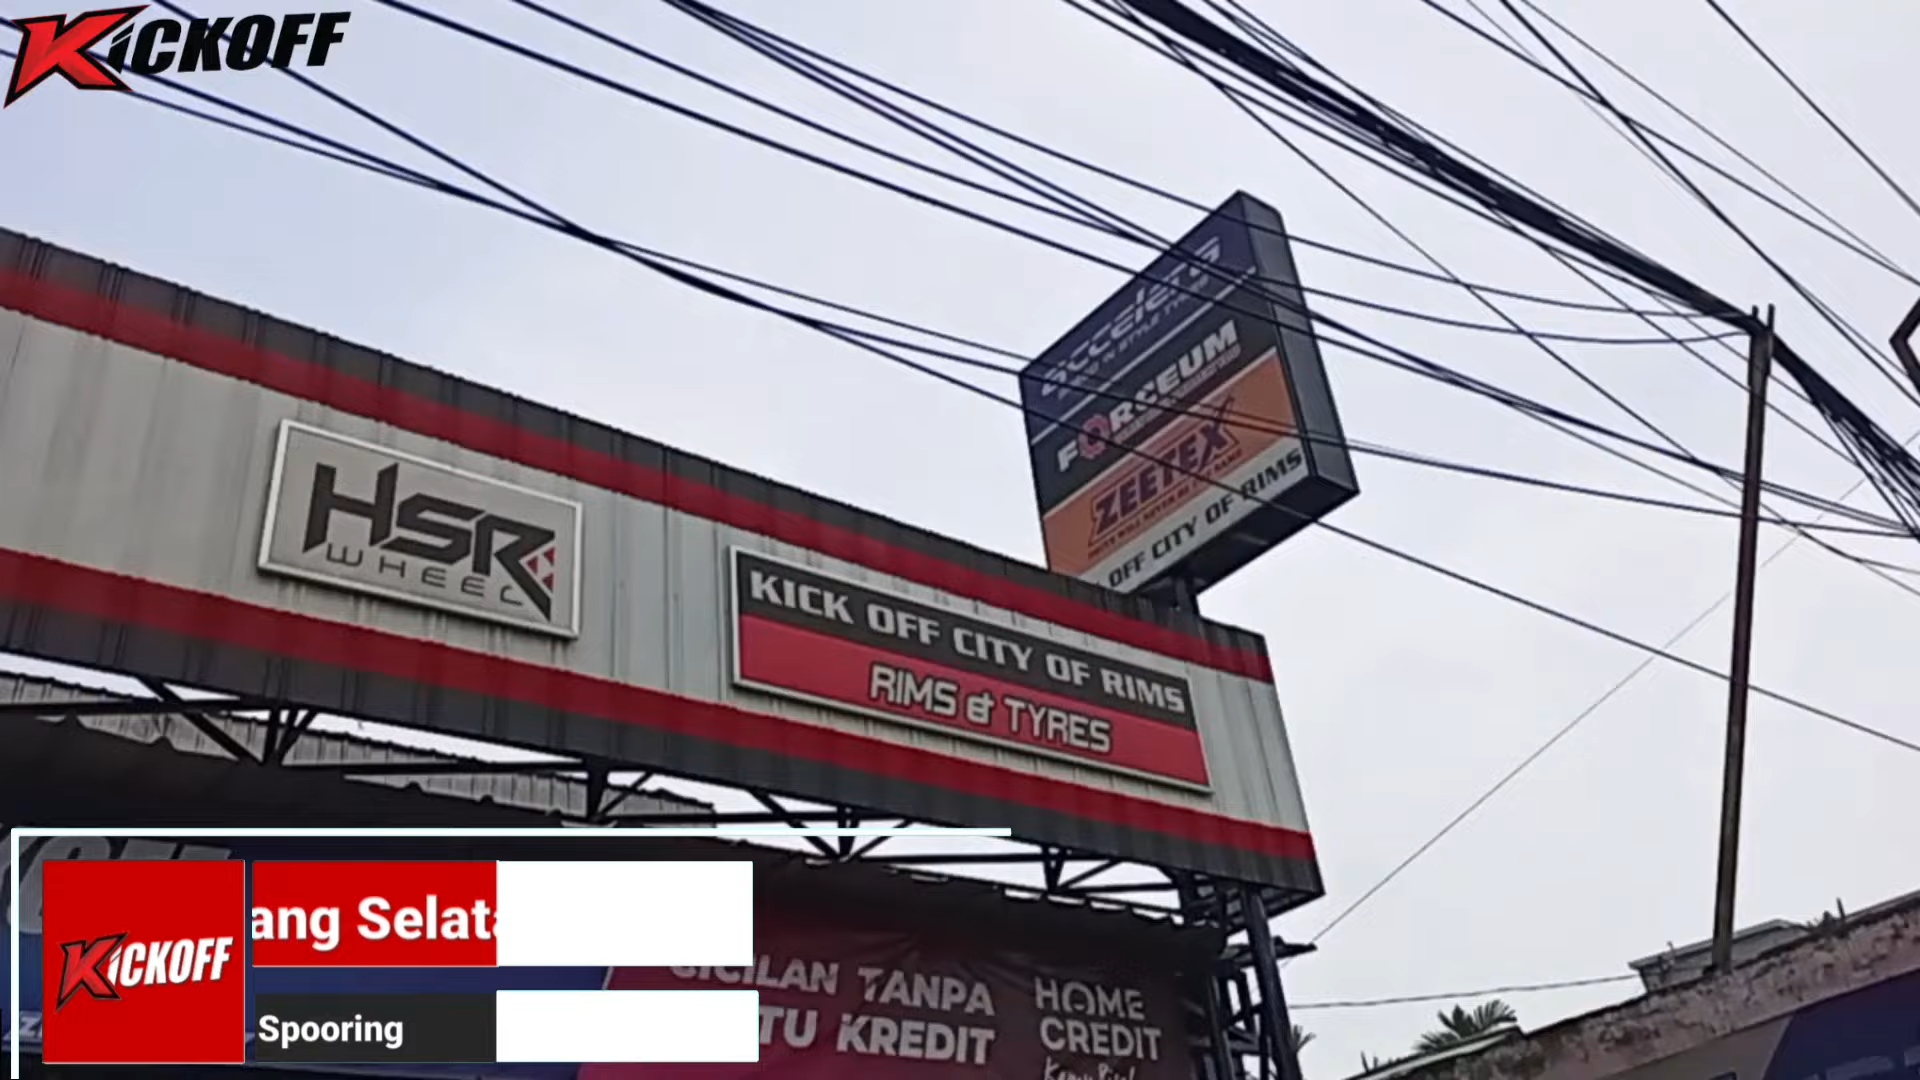 KICKOFF
accelera
FORCEUM
ZEETEX
OFF CITY OF RIMS
HSR
WHEEL
KICK OFF CITY OF RIMS
RIMS & TYRES
ang Selat
KICKOFF
Spooring
CICILAN TANPA
TU KREDIT
HOME
CREDIT